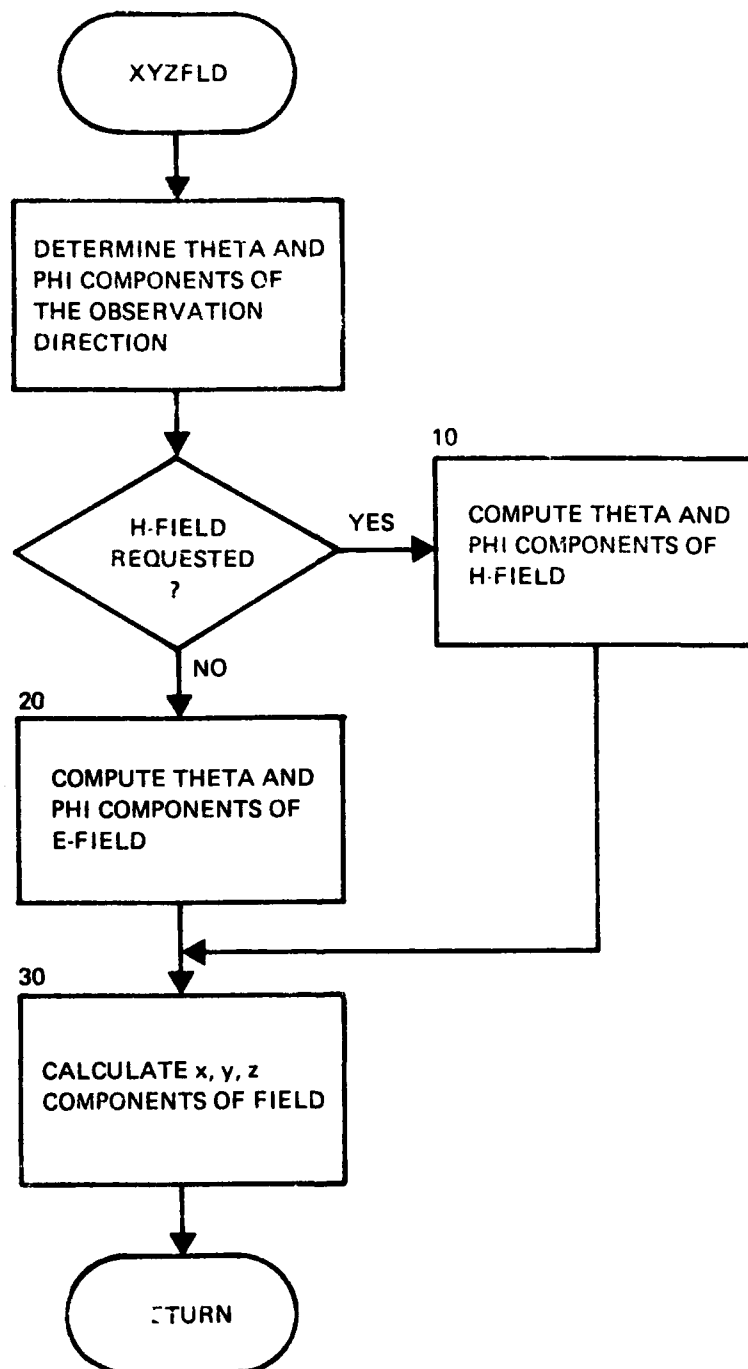 XYZFLD
DETERMINE THETA AND
PHI COMPONENTS OF
THE OBSERVATION
DIRECTION
H-FIELD
REQUESTED
?
YES
10
COMPUTE THETA AND
PHI COMPONENTS OF
H-FIELD
NO
20
COMPUTE THETA AND
PHI COMPONENTS OF
E-FIELD
30
CALCULATE x, y, z
COMPONENTS OF FIELD
RETURN